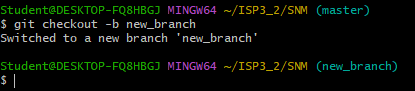 Student@DESKTOP-FQ8HBGJ MINGW64 ~/ISP3_2/SNM (master)
$ git checkout -b new_branch
Switched to a new branch 'new_branch'
Student@DESKTOP-FQ8HBGJ MINGW64 ~/ISP3_2/SNM (new_branch)
$